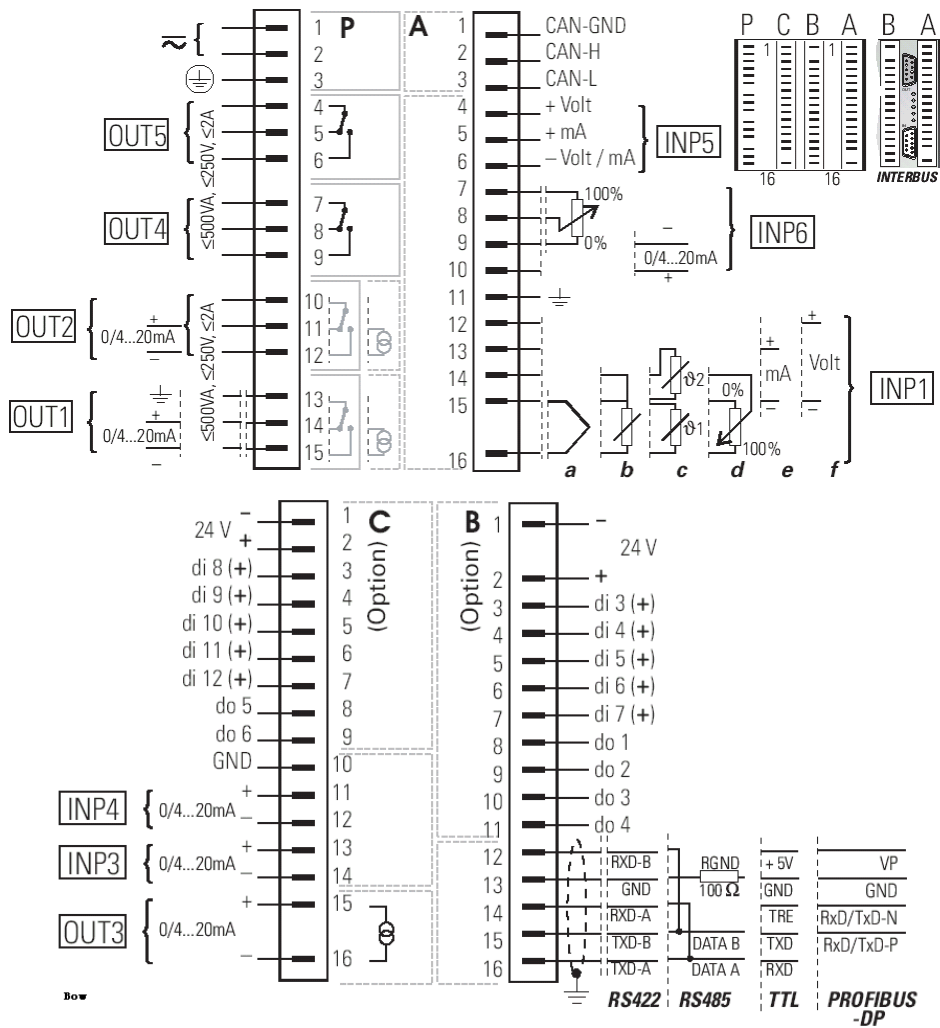 P A
1 1 CAN-GND
2 2 CAN-H
3 3 CAN-L
4 4 + Volt
5 5 + mA
6 6 – Volt / mA
INP5
OUT5
≤500VA, ≤250V, ≤2A
OUT4
7 7 100%
8 8
9 9 0%
10
–
0/4...20mA
+
INP6
11
OUT2
+
0/4...20mA
–
≤500VA, ≤250V, ≤2A
10
11
12
OUT1
+
0/4...20mA
–
13
14
15
12
13
14
15
16
ϑ2
ϑ1
0%
100%
+
mA
–
+
Volt
–
INP1
a b c d e f
P C B A B A
1 1
16 16
OUT
IN
INTERBUS
C
(Option)
– 1
24 V
+ 2
di 8 (+) 3
di 9 (+) 4
di 10 (+) 5
di 11 (+) 6
di 12 (+) 7
do 5 8
do 6 9
GND 10
INP4 0/4...20mA + 11
– 12
INP3 0/4...20mA + 13
– 14
OUT3 0/4...20mA + 15
– 16
B
(Option)
1 –
24 V
2 +
3 di 3 (+)
4 di 4 (+)
5 di 5 (+)
6 di 6 (+)
7 di 7 (+)
8 do 1
9 do 2
10 do 3
11 do 4
12 RXD-B RGND + 5V VP
13 GND 100 Ω GND GND
14 RXD-A TRE RxD/TxD-N
15 TXD-B DATA B TXD RxD/TxD-P
16 TXD-A DATA A RXD
RS422 RS485 TTL PROFIBUS
-DP
Bow